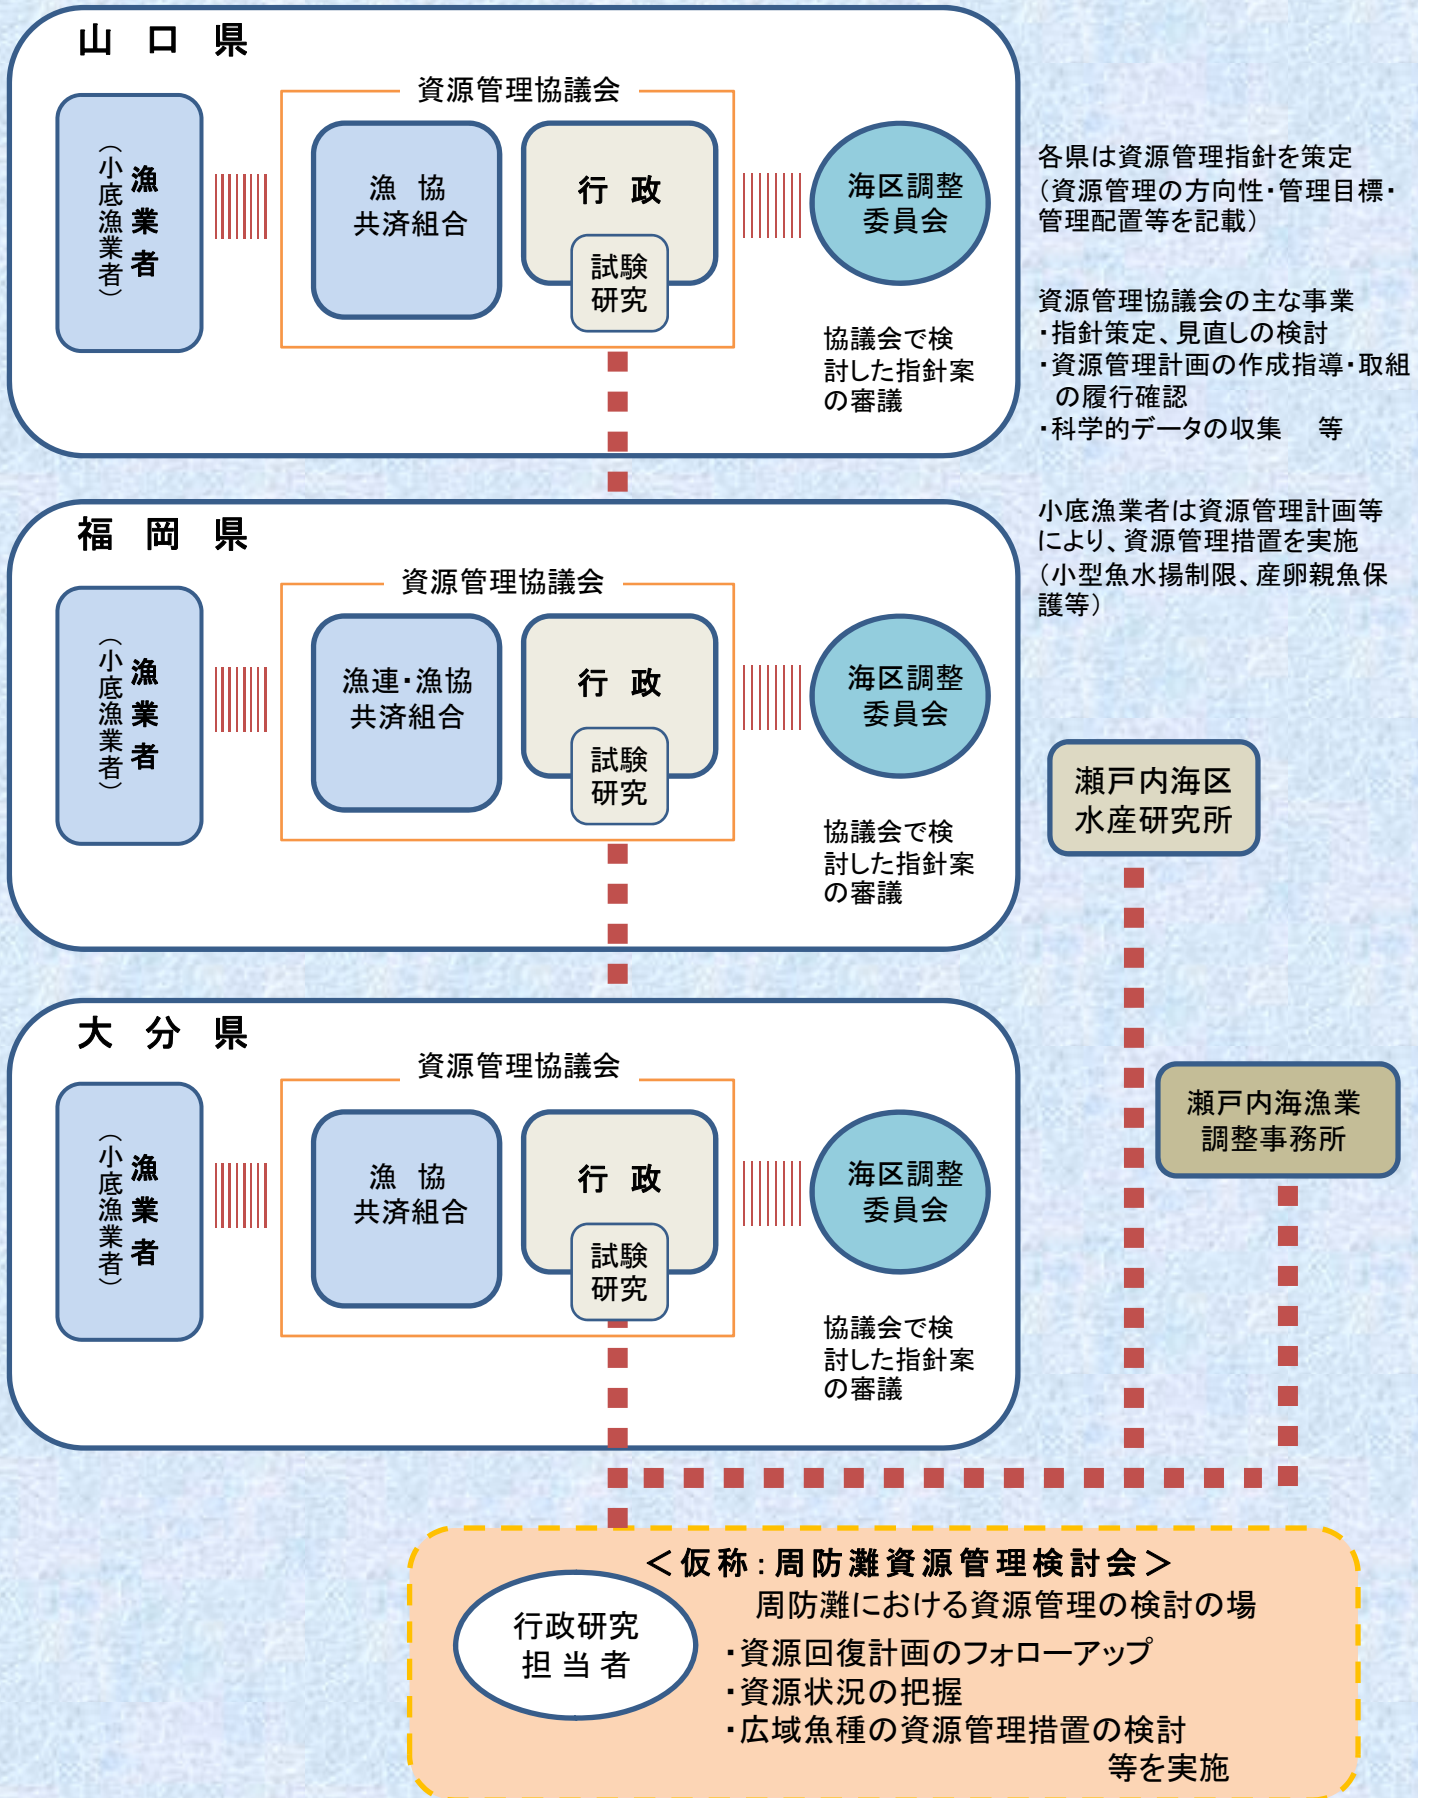 山 口 県
資源管理協議会
漁業者
（小底漁業者）
漁 協
共済組合
行 政
試験
研究
海区調整
委員会
協議会で検
討した指針案
の審議
各県は資源管理指針を策定
（資源管理の方向性・管理目標・
管理配置等を記載）
資源管理協議会の主な事業
・指針策定、見直しの検討
・資源管理計画の作成指導・取組
の履行確認
・科学的データの収集 等
小底漁業者は資源管理計画等
により、資源管理措置を実施
（小型魚水揚制限、産卵親魚保
護等）
福 岡 県
資源管理協議会
漁業者
（小底漁業者）
漁連・漁協
共済組合
行 政
試験
研究
海区調整
委員会
協議会で検
討した指針案
の審議
瀬戸内海区
水産研究所
大 分 県
資源管理協議会
漁業者
（小底漁業者）
漁 協
共済組合
行 政
試験
研究
海区調整
委員会
協議会で検
討した指針案
の審議
瀬戸内海漁業
調整事務所
＜仮称：周防灘資源管理検討会＞
周防灘における資源管理の検討の場
行政研究
担 当 者
・資源回復計画のフォローアップ
・資源状況の把握
・広域魚種の資源管理措置の検討
等を実施